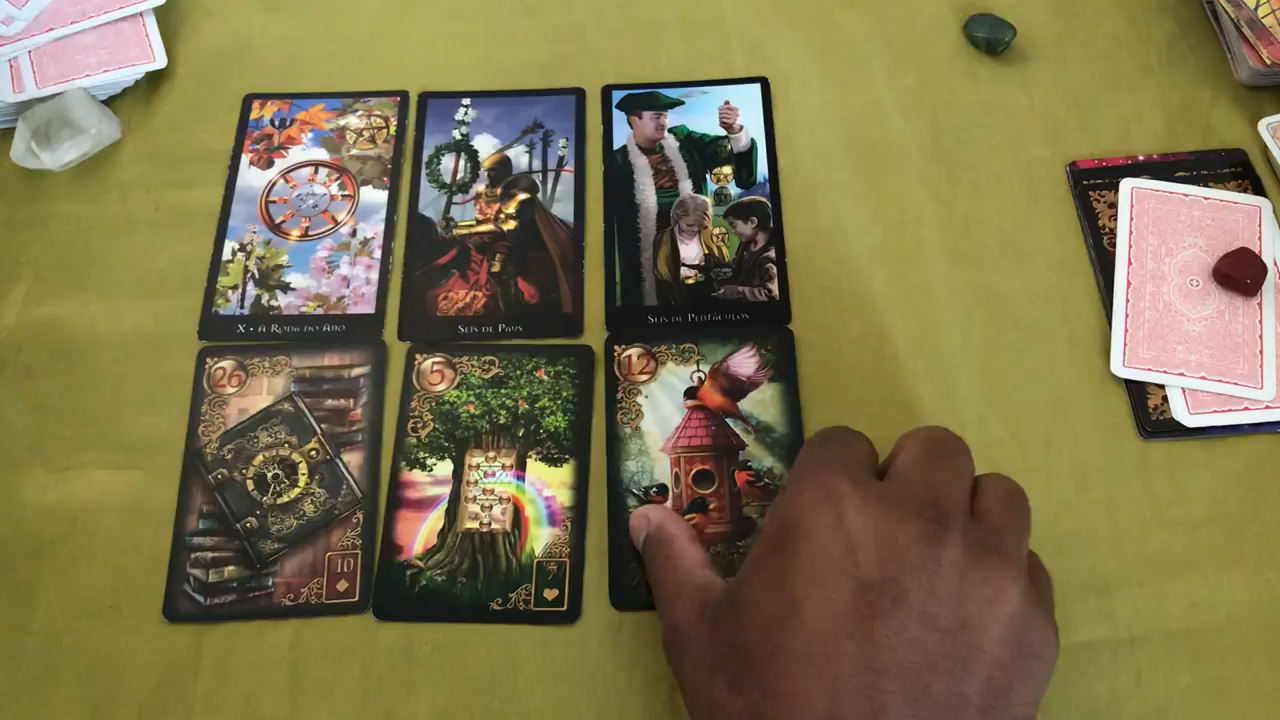 X • A RODA DO ANO
SEIS DE PAUS
SEIS DE PENTÁCULOS
26
10
5
7
12